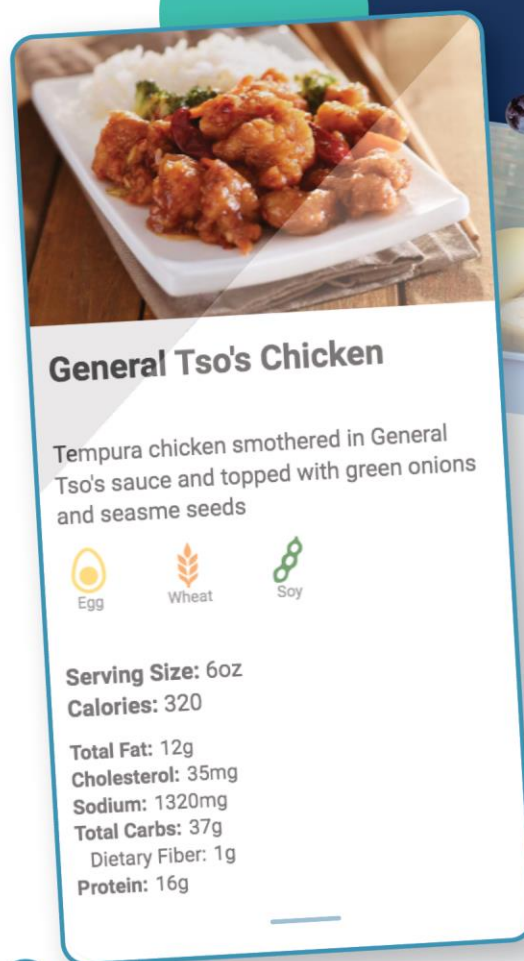 General Tso's Chicken
Tempura chicken smothered in General
Tso's sauce and topped with green onions
and seasme seeds
Egg Wheat Soy
Serving Size: 6oz
Calories: 320
Total Fat: 12g
Cholesterol: 35mg
Sodium: 1320mg
Total Carbs: 37g
Dietary Fiber: 1g
Protein: 16g